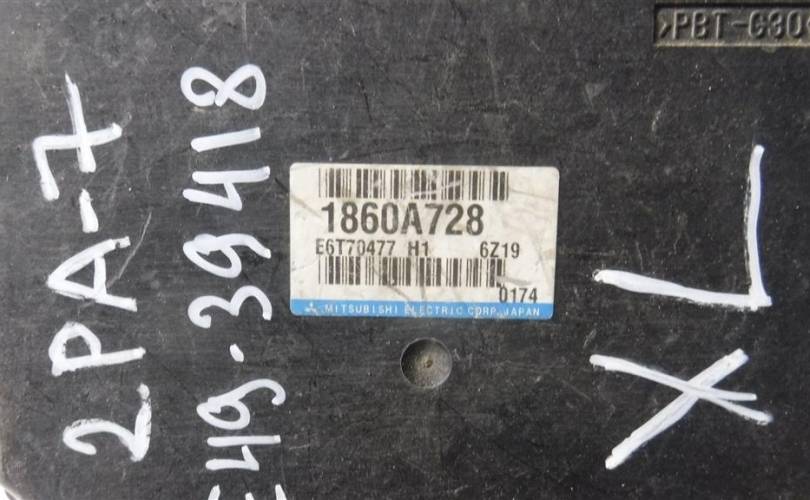 >PBT-G30<
1860A728
E6T70477 H1 6Z19
0174
MITSUBISHI ELECTRIC CORP. JAPAN
2PA-7
E49.39418
XL